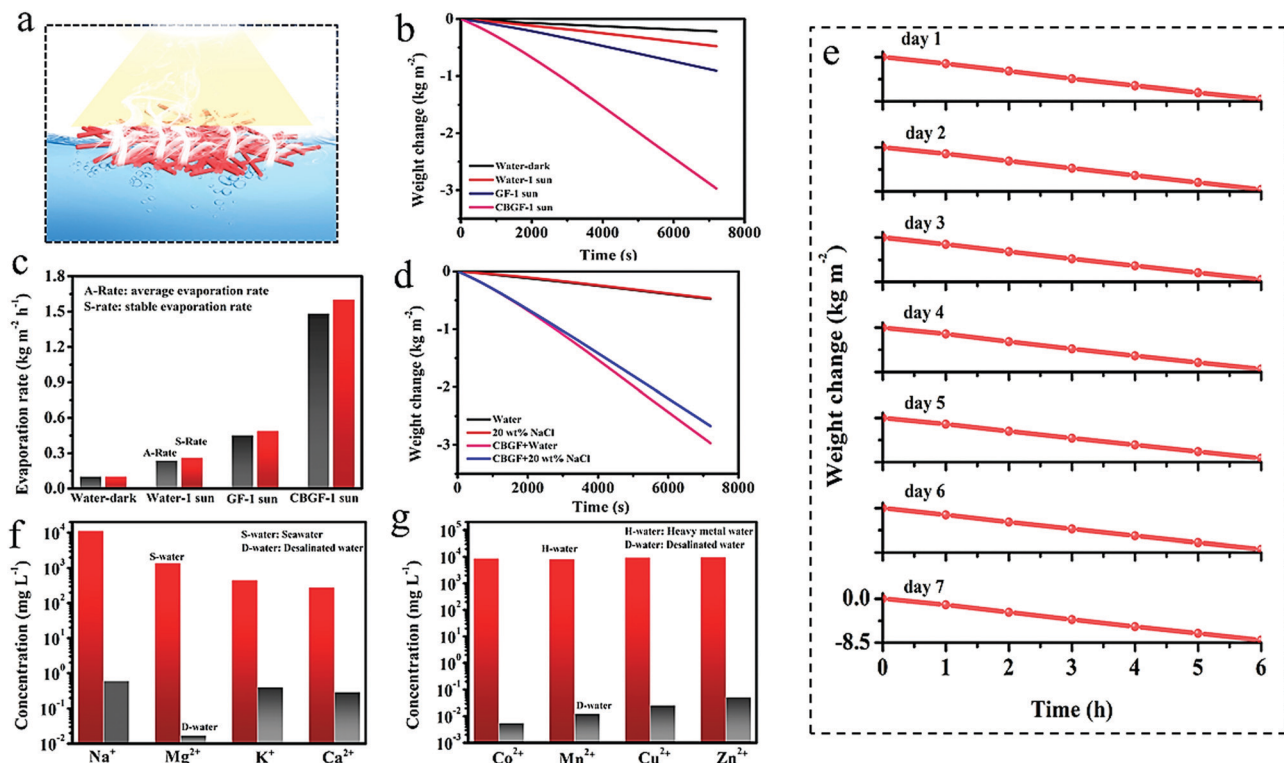 a
b
Weight change (kg m⁻²)
0
-1
-2
-3
Water-dark
Water-1 sun
GF-1 sun
CBGF-1 sun
0 2000 4000 6000 8000
Time (s)
c
Evaporation rate (kg m⁻² h⁻¹)
1.8
1.5
1.2
0.9
0.6
0.3
0.0
A-Rate: average evaporation rate
S-rate: stable evaporation rate
S-Rate
A-Rate
Water-dark Water-1 sun GF-1 sun CBGF-1 sun
d
Weight change (kg m⁻²)
0
-1
-2
-3
Water
20 wt% NaCl
CBGF+Water
CBGF+20 wt% NaCl
0 2000 4000 6000 8000
Time (s)
e
Weight change (kg m⁻²)
day 1
day 2
day 3
day 4
day 5
day 6
day 7
0.0
-8.5
0 1 2 3 4 5 6
Time (h)
f
Concentration (mg L⁻¹)
10⁴
10³
10²
10¹
10⁰
10⁻¹
10⁻²
S-water: Seawater
D-water: Desalinated water
S-water
D-water
Na⁺ Mg²⁺ K⁺ Ca²⁺
g
Concentration (mg L⁻¹)
10⁵
10⁴
10³
10²
10¹
10⁰
10⁻¹
10⁻²
10⁻³
H-water: Heavy metal water
D-water: Desalinated water
H-water
D-water
Co²⁺ Mn²⁺ Cu²⁺ Zn²⁺